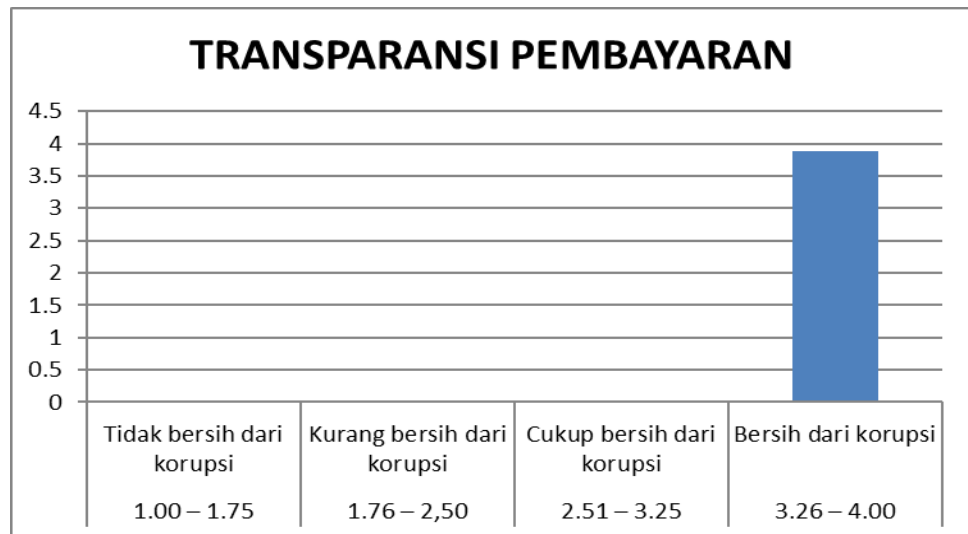 TRANSPARANSI PEMBAYARAN
4.5
4
3.5
3
2.5
2
1.5
1
0.5
0
Tidak bersih dari korupsi
Kurang bersih dari korupsi
Cukup bersih dari korupsi
Bersih dari korupsi
1.00 – 1.75
1.76 – 2,50
2.51 – 3.25
3.26 – 4.00